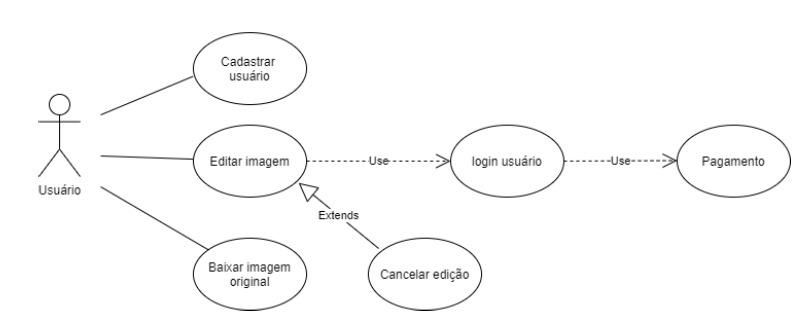 Cadastrar
usuário
Usuário
Editar imagem
Use
login usuário
Use
Pagamento
Extends
Baixar imagem
original
Cancelar edição